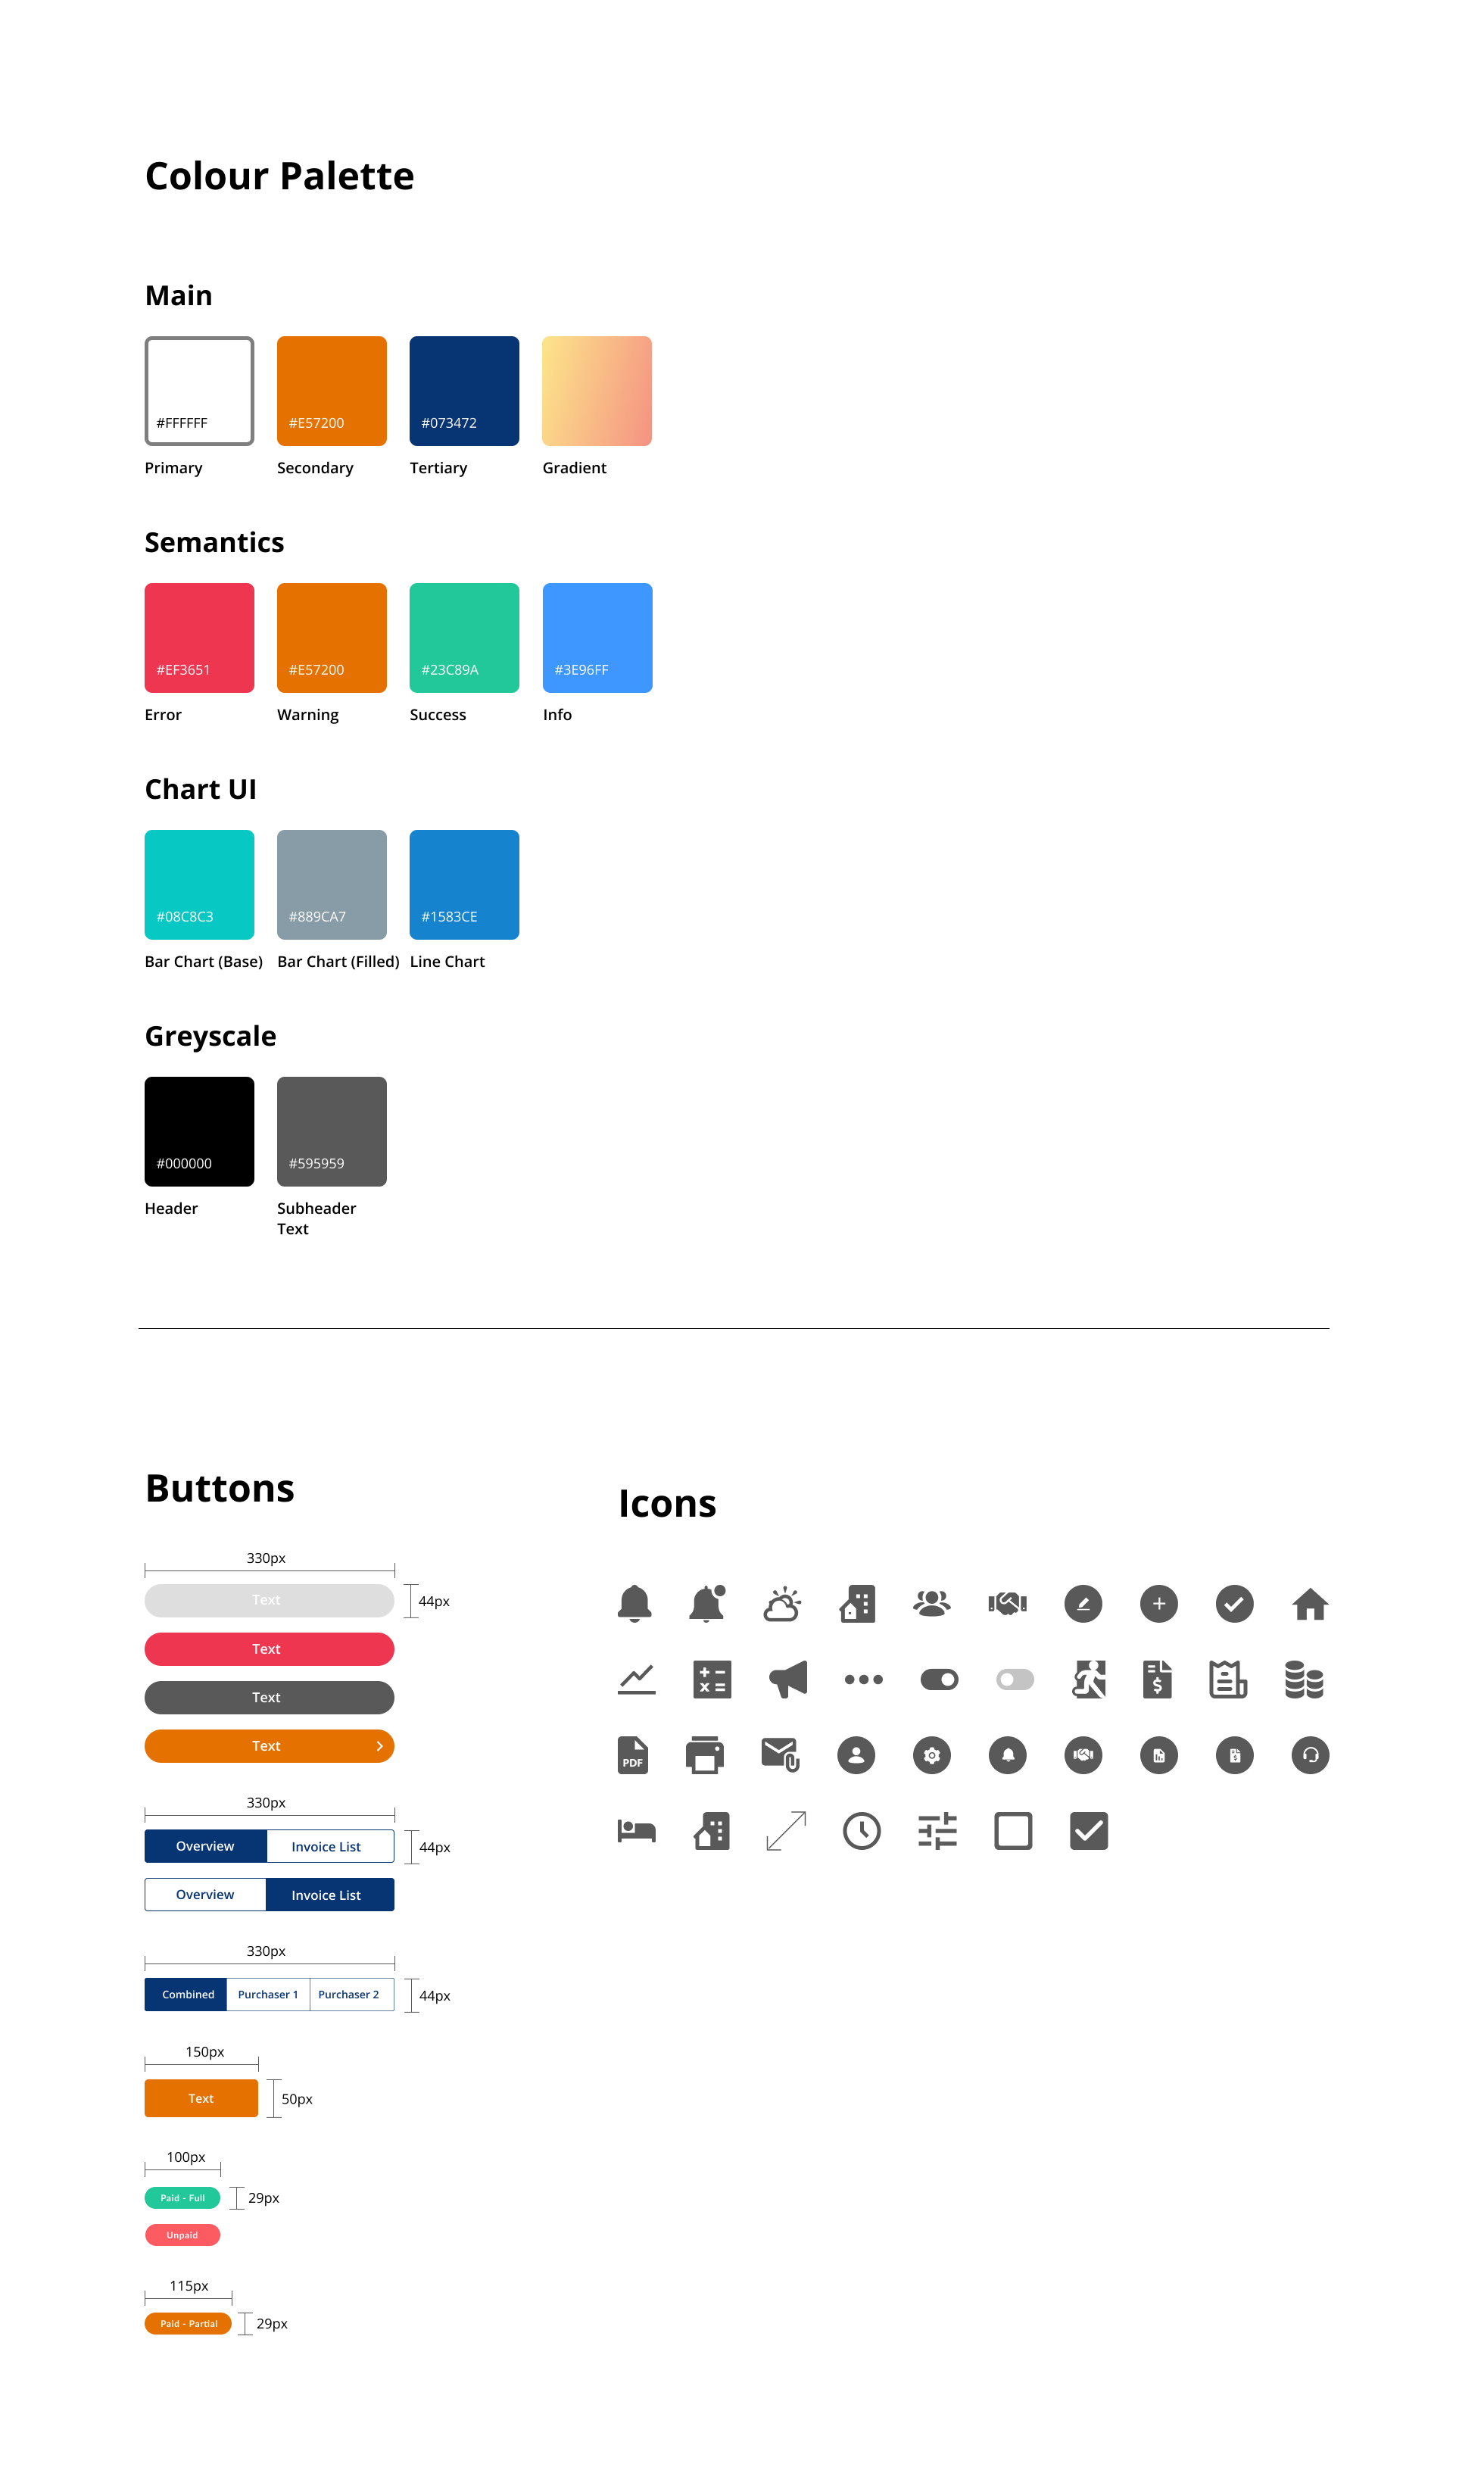 Colour Palette
Main
#FFFFFF
#E57200
#073472
Primary
Secondary
Tertiary
Gradient
Semantics
#EF3651
#E57200
#23C89A
#3E96FF
Error
Warning
Success
Info
Chart UI
#08C8C3
#889CA7
#1583CE
Bar Chart (Base)
Bar Chart (Filled)
Line Chart
Greyscale
#000000
#595959
Header
Subheader
Text
Buttons
330px
Text
44px
Text
Text
Text
330px
Overview
Invoice List
44px
Overview
Invoice List
330px
Combined
Purchaser 1
Purchaser 2
44px
150px
Text
50px
100px
Paid - Full
29px
Unpaid
115px
Paid - Partial
29px
Icons
PDF